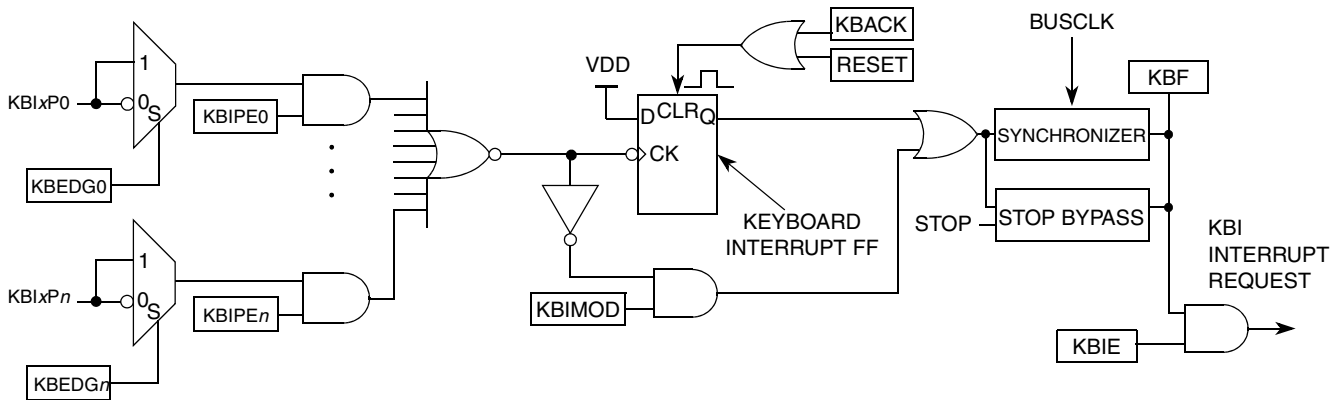 KBIxP0
1
0
S
KBEDG0
KBIPE0
KBIxPn
1
0
S
KBEDGn
KBIPEn
VDD
D
CLR
Q
CK
KBACK
RESET
KEYBOARD
INTERRUPT FF
KBIMOD
BUSCLK
SYNCHRONIZER
STOP
STOP BYPASS
KBF
KBI
INTERRUPT
REQUEST
KBIE